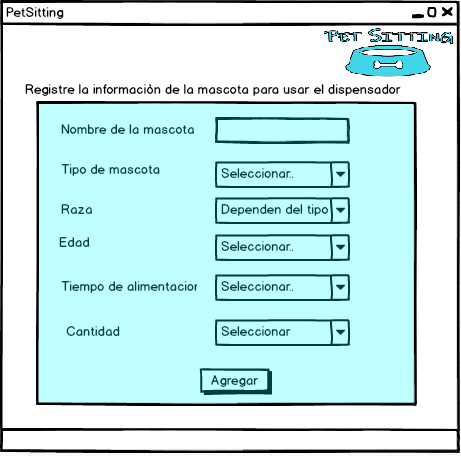 PetSitting
PET SITTING
Registre la informaciòn de la mascota para usar el dispensador
Nombre de la mascota
Tipo de mascota
Seleccionar..
Raza
Dependen del tipo
Edad
Seleccionar..
Tiempo de alimentacion
Seleccionar..
Cantidad
Seleccionar
Agregar